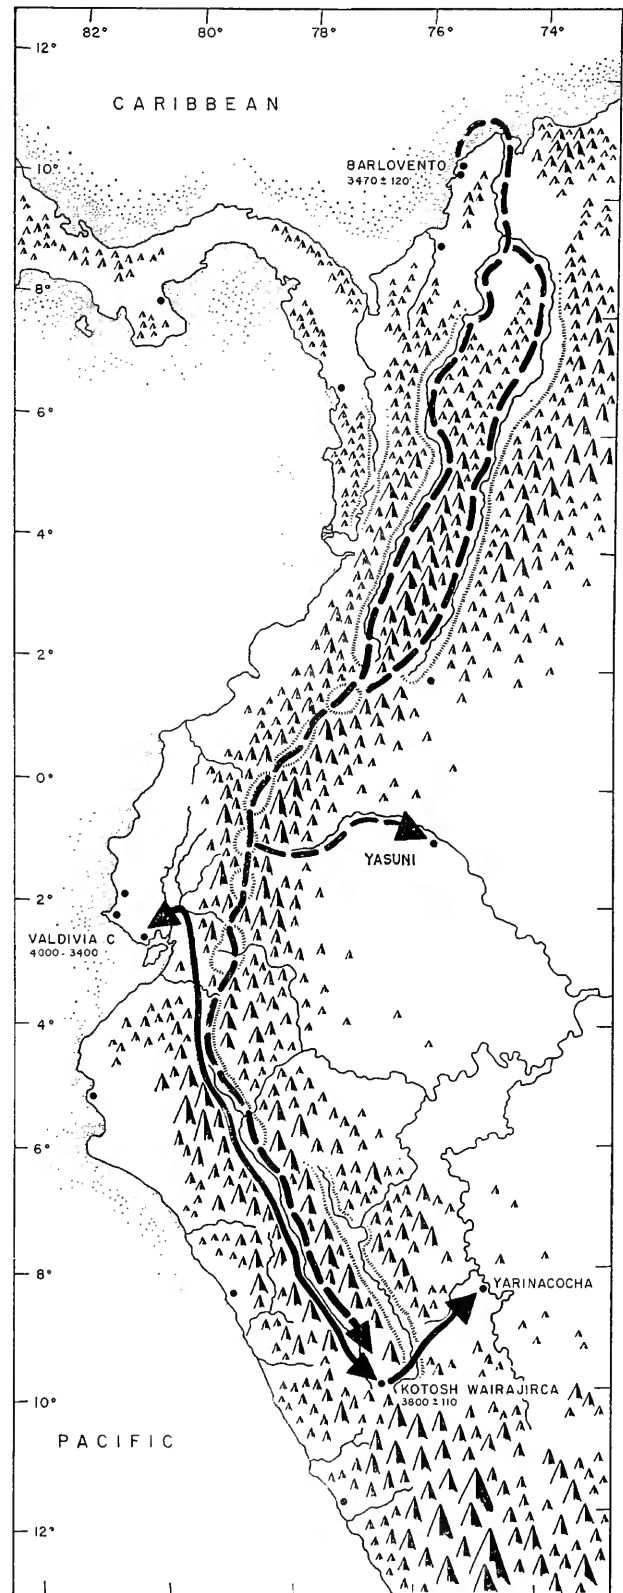 82° 80° 78° 76° 74°
12°
CARIBBEAN
10°
BARLOVENTO
3470 ± 120
8°
6°
4°
2°
0°
YASUNI
2°
VALDIVIA C
4000 - 3400
4°
6°
8°
YARINACOCHA
KOTOSH WAIRAJIRCA
3800 ± 110
10°
PACIFIC
12°